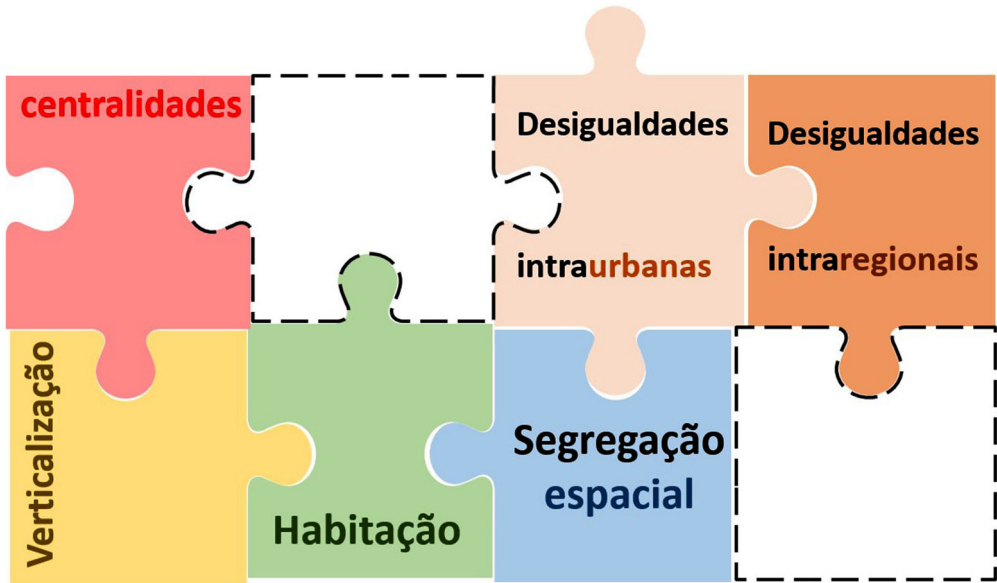 centralidades
Desigualdades
intraurbanas
Desigualdades
intraregionais
Verticalização
Habitação
Segregação
espacial